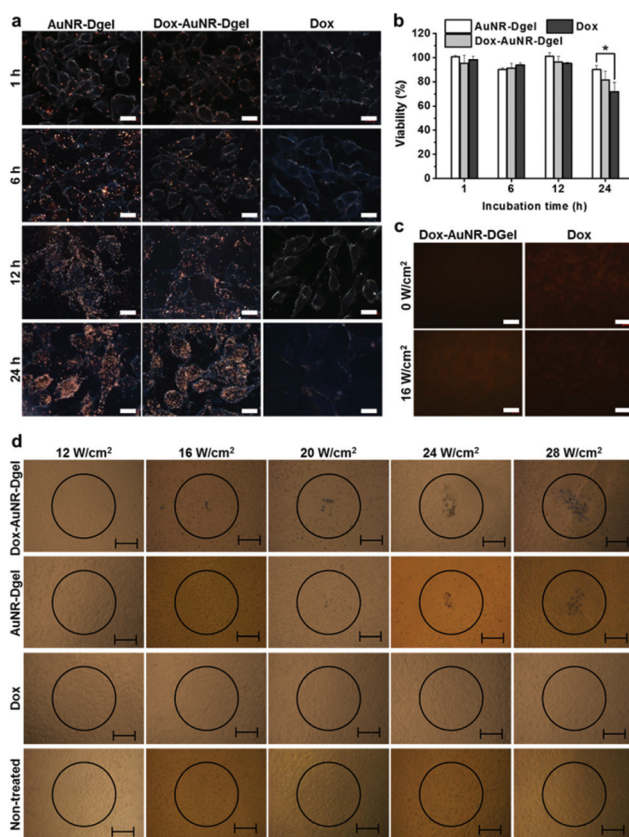 a
AuNR-Dgel Dox-AuNR-Dgel Dox
1 h
6 h
12 h
24 h
b
AuNR-Dgel Dox
Dox-AuNR-Dgel
*
Viability (%)
120
100
80
60
40
20
0
1 6 12 24
Incubation time (h)
c
Dox-AuNR-DGel Dox
0 W/cm²
16 W/cm²
d
12 W/cm² 16 W/cm² 20 W/cm² 24 W/cm² 28 W/cm²
Dox-AuNR-Dgel
AuNR-Dgel
Dox
Non-treated